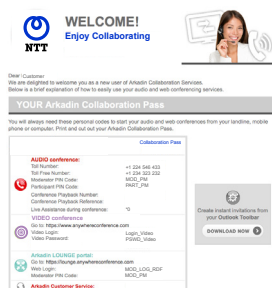 NTT
WELCOME!
Enjoy Collaborating
Dear !Customer
We are delighted to welcome you as a new user of Arkadin Collaboration Services.
Below is a brief explanation of how to easily use your audio and web conferencing services.
YOUR Arkadin Collaboration Pass
You will always need these personal codes to start your audio and web conferences from your landline, mobile
phone or computer. Print and cut out your Arkadin Collaboration Pass.
Collaboration Pass
AUDIO conference:
Toll Number: +1 234 546 433
Toll Free Number: +1 234 323 232
Moderator PIN Code: MOD_PM
Participant PIN Code: PART_PM
Conference Playback Number:
Conference Playback Reference:
Live Assistance during conference: *0
VIDEO conference
Go to: https://www.anywhereconference.com
Video Login: Login_Video
Video Password: PSWD_Video
Arkadin LOUNGE portal:
Go to: https://lounge.anywhereconference.com
Web Login: MOD_LOG_RDF
Moderator PIN Code: MOD_PM
Arkadin Customer Service:
Create instant invitations from
your Outlook Toolbar
DOWNLOAD NOW